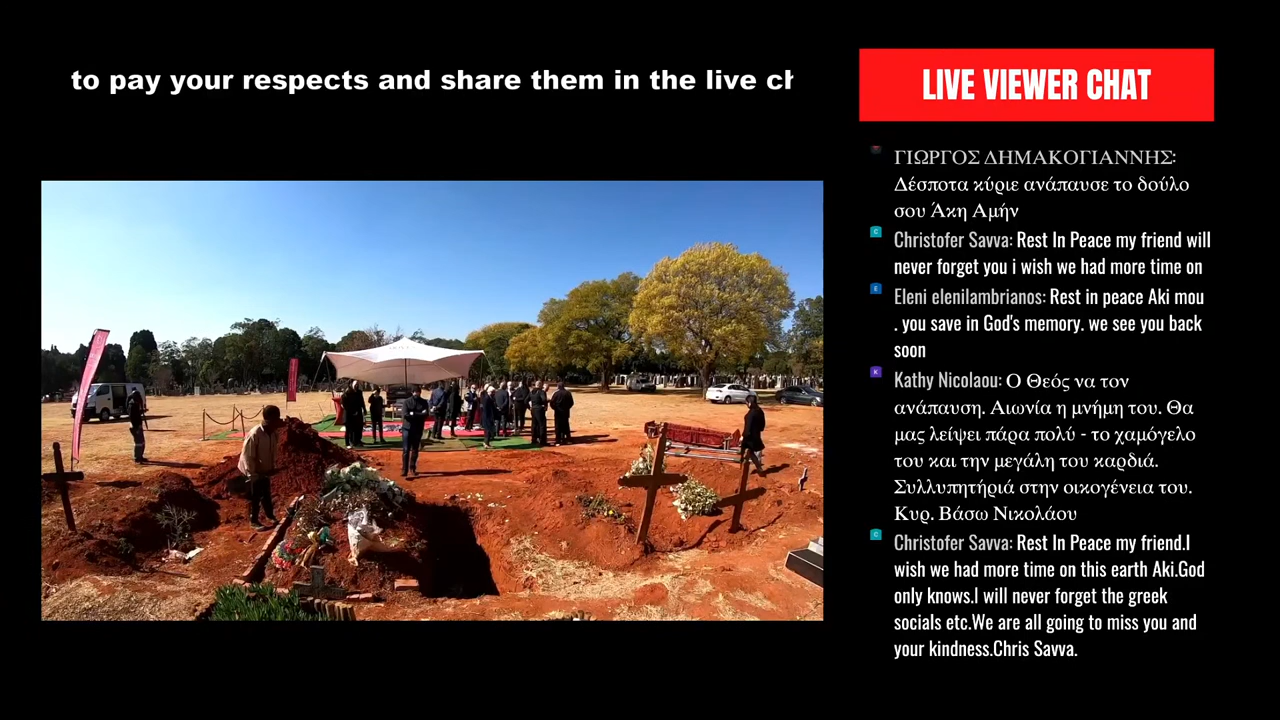 to pay your respects and share them in the live
LIVE VIEWER CHAT
ΓΙΩΡΓΟΣ ΔΗΜΑΚΟΓΙΑΝΝΗΣ:
Δέσποτα κύριε ανάπαυσε το δούλο
σου Άκη Αμήν
Christofer Savva: Rest In Peace my friend will
never forget you i wish we had more time on
Eleni elenilambrianos: Rest in peace Aki mou
. you save in God's memory. we see you back
soon
Kathy Nicolaou: Ο Θεός να τον
ανάπαυση. Αιωνία η μνήμη του. Θα
μας λείψει πάρα πολύ - το χαμόγελο
του και την μεγάλη του καρδιά.
Συλλυπητήριά στην οικογένεια του.
Κυρ. Βάσω Νικολάου
Christofer Savva: Rest In Peace my friend.I
wish we had more time on this earth Aki.God
only knows.I will never forget the greek
socials etc.We are all going to miss you and
your kindness.Chris Savva.